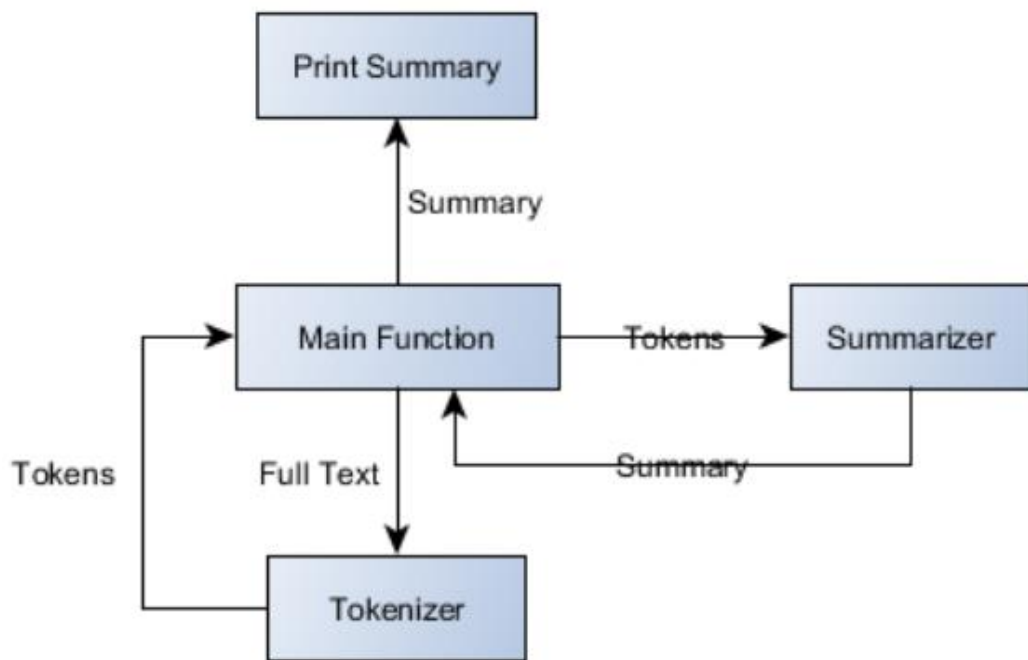 Print Summary
Summary
Main Function
Tokens
Summarizer
Tokens
Full Text
Summary
Tokenizer